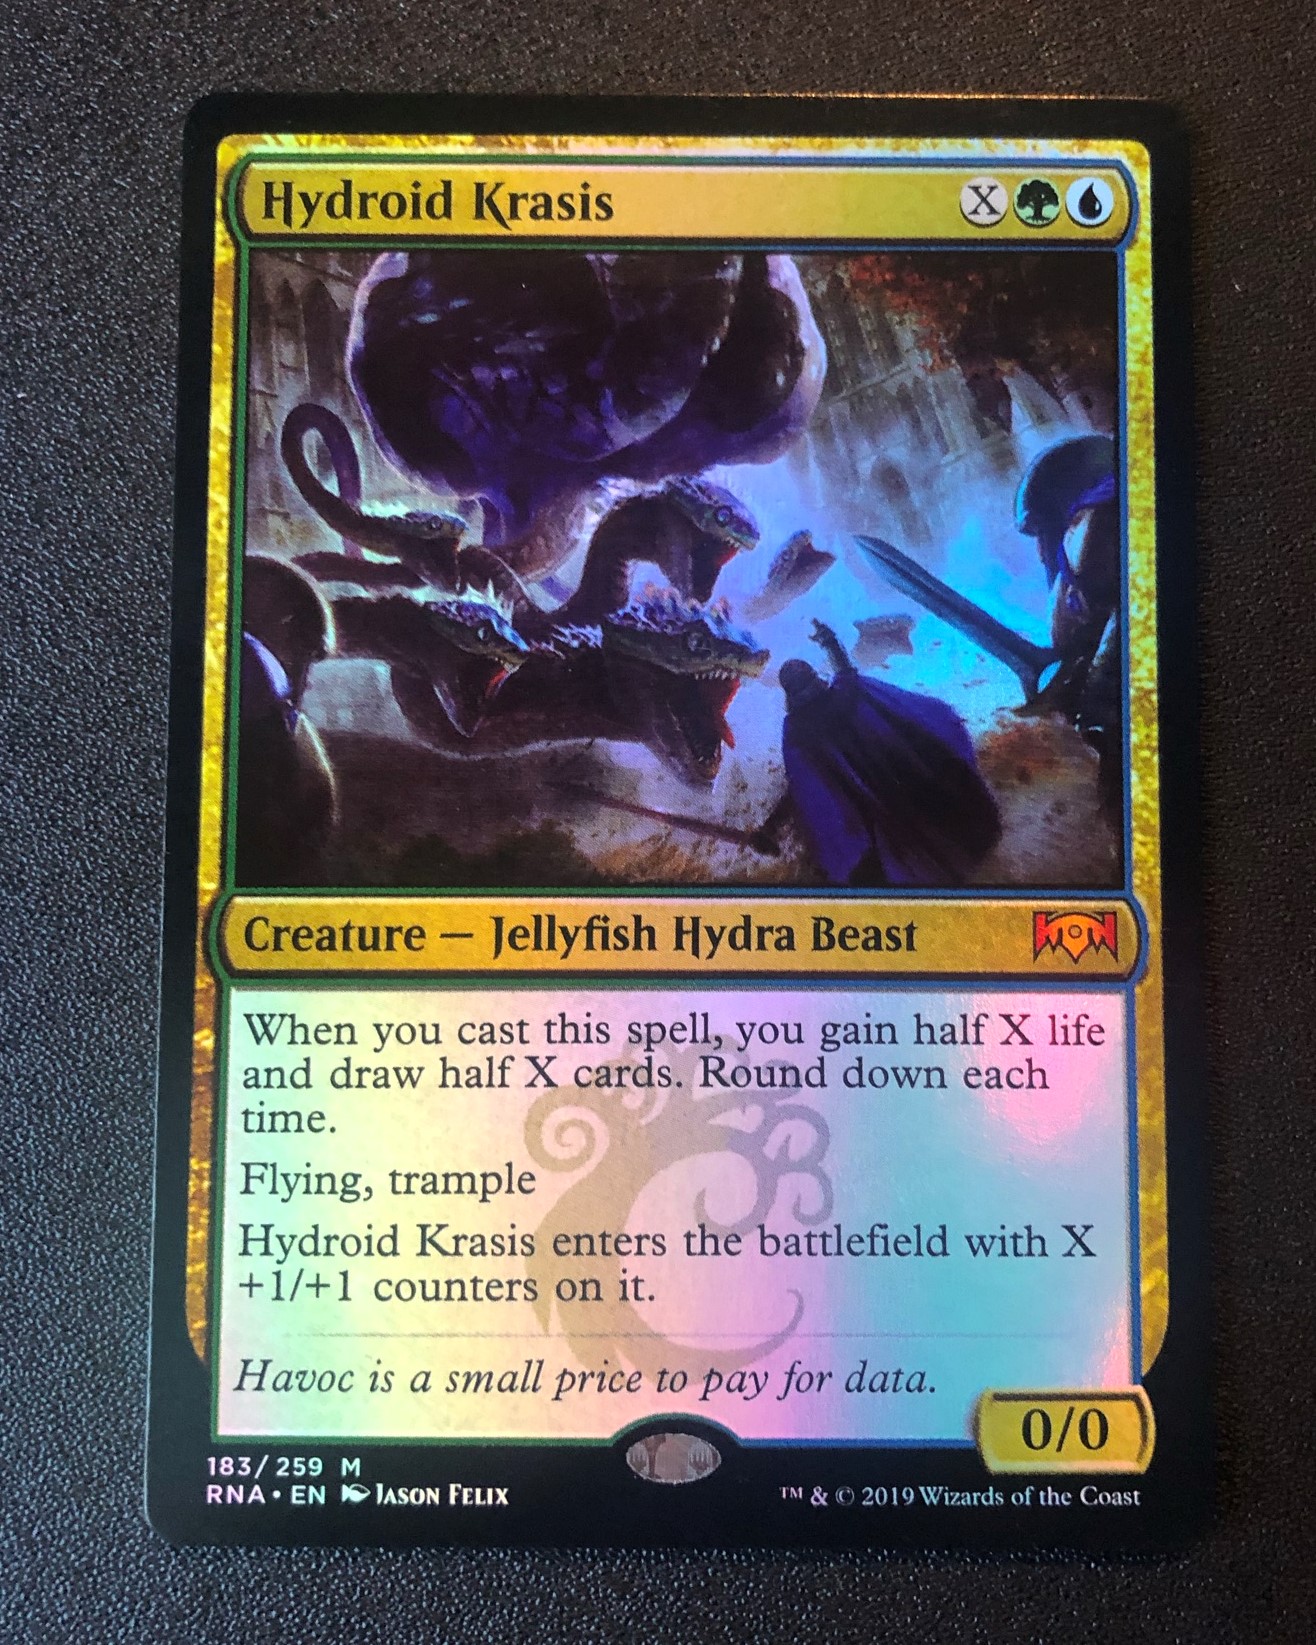 Hydroid Krasis X
Creature — Jellyfish Hydra Beast
When you cast this spell, you gain half X life
and draw half X cards. Round down each
time.
Flying, trample
Hydroid Krasis enters the battlefield with X
+1/+1 counters on it.
Havoc is a small price to pay for data.
0/0
183/259 M
RNA • EN JASON FELIX
™ & © 2019 Wizards of the Coast